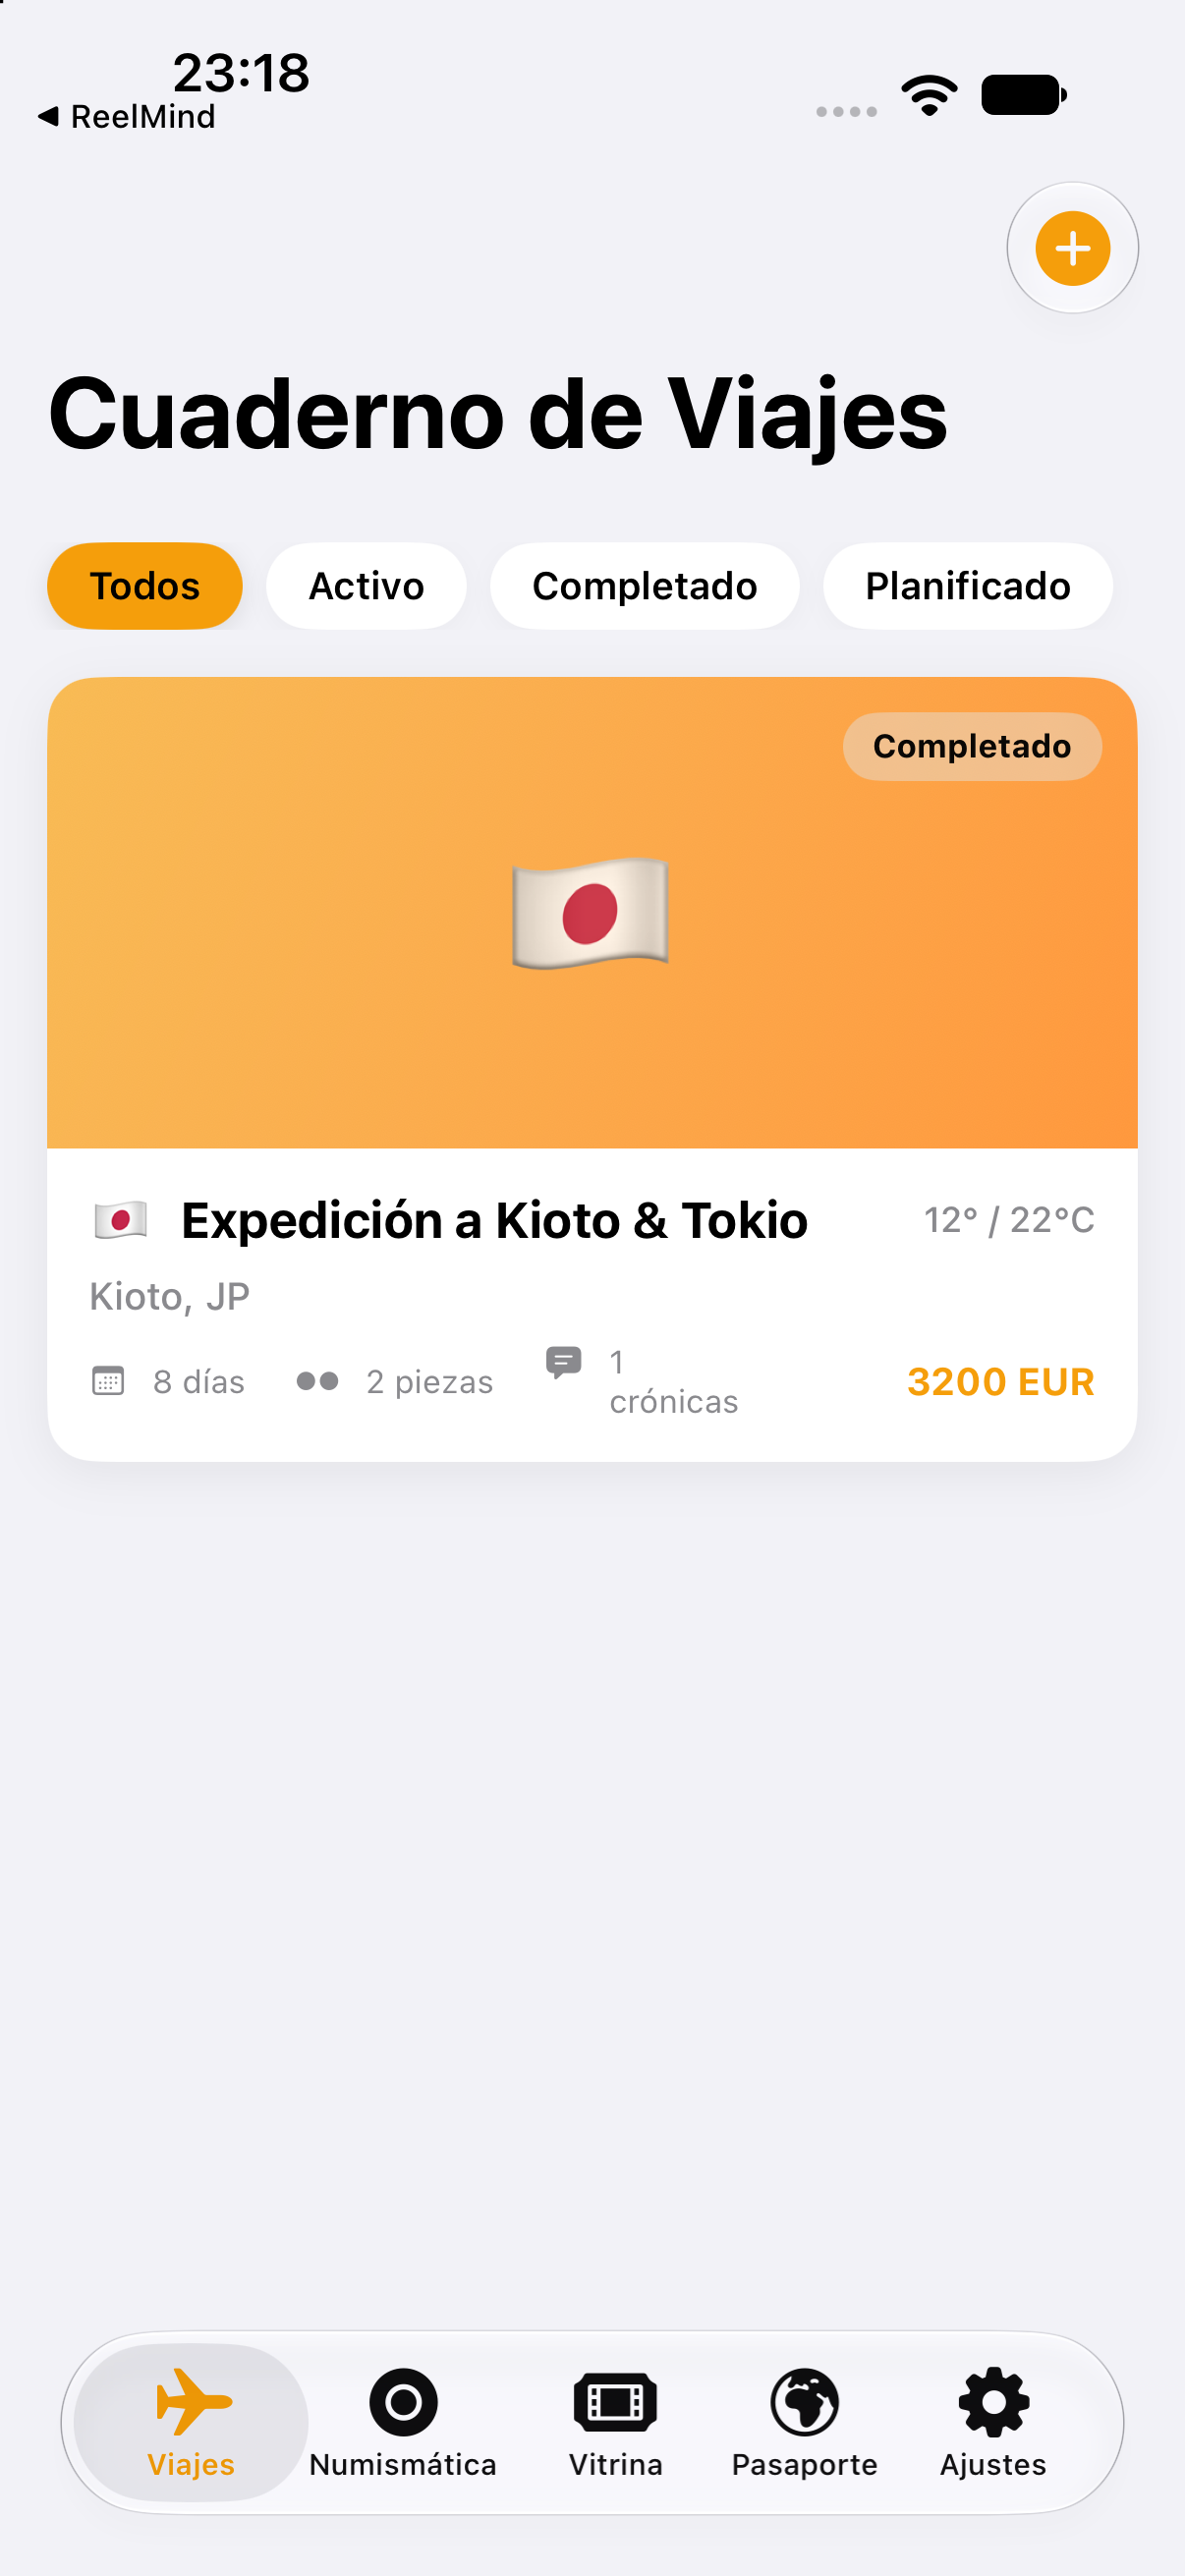 23:18
◀ ReelMind
Cuaderno de Viajes
Todos
Activo
Completado
Planificado
Completado
Expedición a Kioto & Tokio
12° / 22°C
Kioto, JP
8 días
2 piezas
1
crónicas
3200 EUR
Viajes
Numismática
Vitrina
Pasaporte
Ajustes